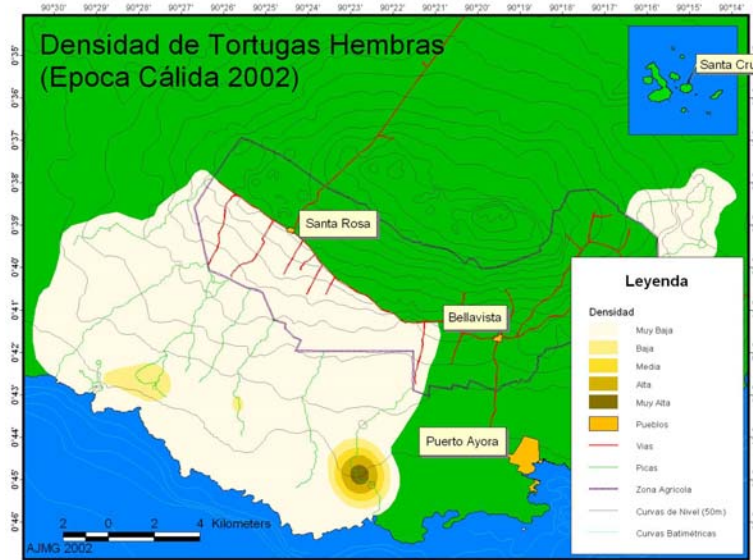 90°30' 90°29' 90°28' 90°27' 90°26' 90°25' 90°24' 90°23' 90°22' 90°21' 90°20' 90°19' 90°18' 90°17' 90°16' 90°15' 90°14'
Densidad de Tortugas Hembras
(Epoca Cálida 2002)
Santa Cru
0°35'
0°36'
0°37'
0°38'
0°39'
0°40'
0°41'
0°42'
0°43'
0°44'
0°45'
0°46'
Santa Rosa
Bellavista
Puerto Ayora
Leyenda
Densidad
Muy Baja
Baja
Media
Alta
Muy Alta
Pueblos
Vias
Picas
Zona Agrícola
Curvas de Nivel (50m.)
Curvas Batimétricas
2 0 2 4 Kilometers
AJMG 2002